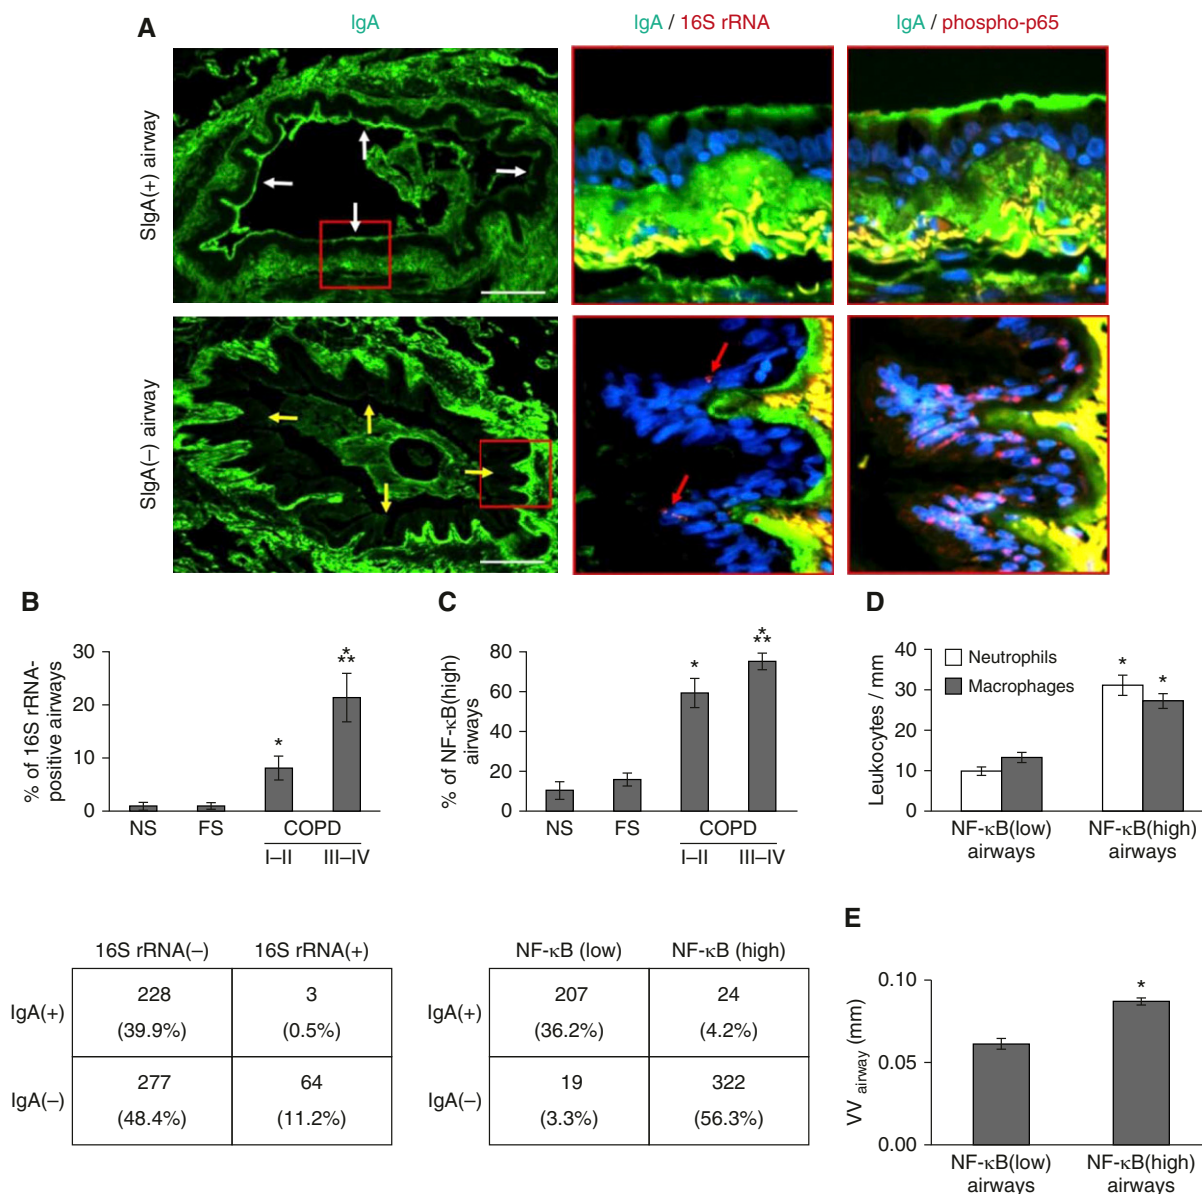 A
IgA
IgA / 16S rRNA
IgA / phospho-p65
SIgA(+) airway
SIgA(–) airway
B
% of 16S rRNA-
positive airways
30
20
10
0
NS
FS
COPD
I–II
III–IV
*
*
**
C
% of NF-κB(high)
airways
80
60
40
20
0
NS
FS
COPD
I–II
III–IV
*
*
**
D
Leukocytes / mm
40
30
20
10
0
Neutrophils
Macrophages
*
*
NF-κB(low)
airways
NF-κB(high)
airways
16S rRNA(–) 16S rRNA(+)
IgA(+) 228 3
(39.9%) (0.5%)
IgA(–) 277 64
(48.4%) (11.2%)
NF-κB (low) NF-κB (high)
IgA(+) 207 24
(36.2%) (4.2%)
IgA(–) 19 322
(3.3%) (56.3%)
E
VV airway (mm)
0.10
0.05
0.00
*
NF-κB(low)
airways
NF-κB(high)
airways